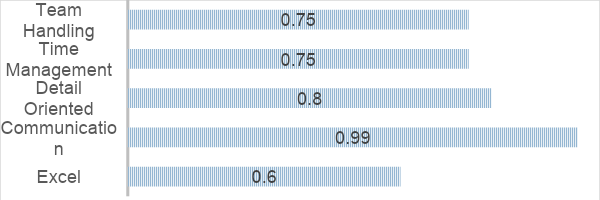 Team
Handling
0.75
Time
Management
0.75
Detail
Oriented
0.8
Communicatio
n
0.99
Excel
0.6